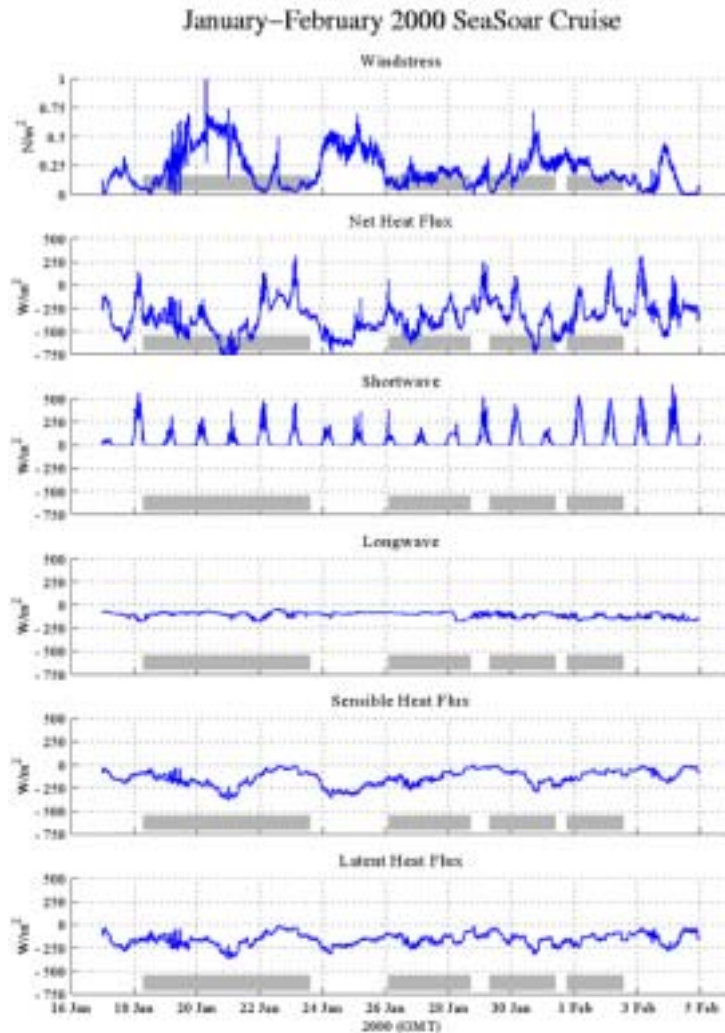 January–February 2000 SeaSoar Cruise
Windstress
1
0.75
0.5
0.25
0
N/m²
Net Heat Flux
500
250
0
-250
-500
-750
W/m²
Shortwave
500
250
0
-250
-500
-750
W/m²
Longwave
500
250
0
-250
-500
-750
W/m²
Sensible Heat Flux
500
250
0
-250
-500
-750
W/m²
Latent Heat Flux
500
250
0
-250
-500
-750
W/m²
16 Jan 18 Jan 20 Jan 22 Jan 24 Jan 26 Jan 28 Jan 30 Jan 1 Feb 3 Feb 5 Feb
2000 (GMT)